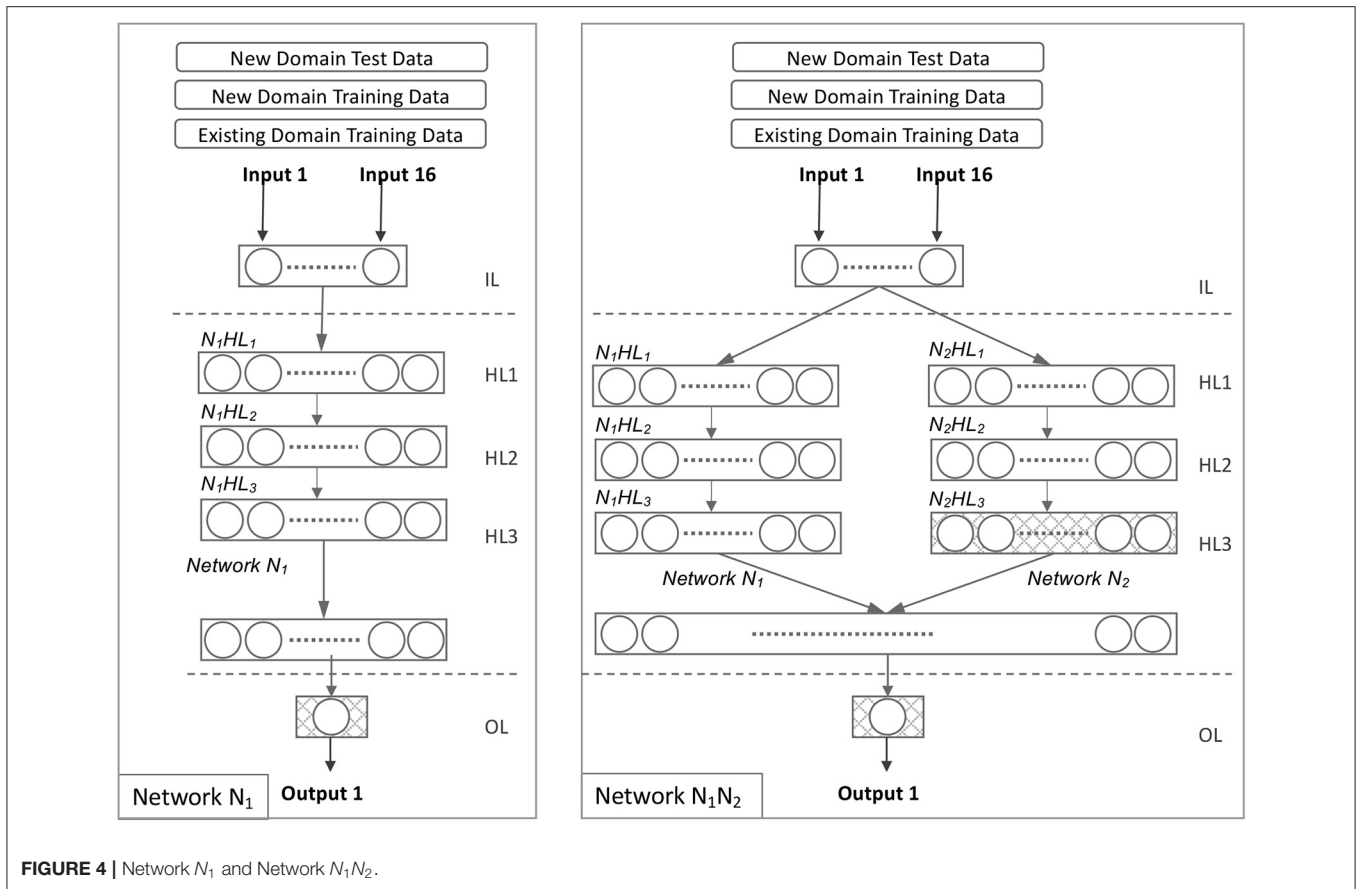 New Domain Test Data
New Domain Training Data
Existing Domain Training Data
Input 1 Input 16
IL
N₁HL₁
HL1
N₁HL₂
HL2
N₁HL₃
HL3
Network N₁
OL
Network N₁ Output 1
New Domain Test Data
New Domain Training Data
Existing Domain Training Data
Input 1 Input 16
IL
N₁HL₁ N₂HL₁
HL1
N₁HL₂ N₂HL₂
HL2
N₁HL₃ N₂HL₃
HL3
Network N₁ Network N₂
OL
Network N₁N₂ Output 1
FIGURE 4 | Network N₁ and Network N₁N₂.